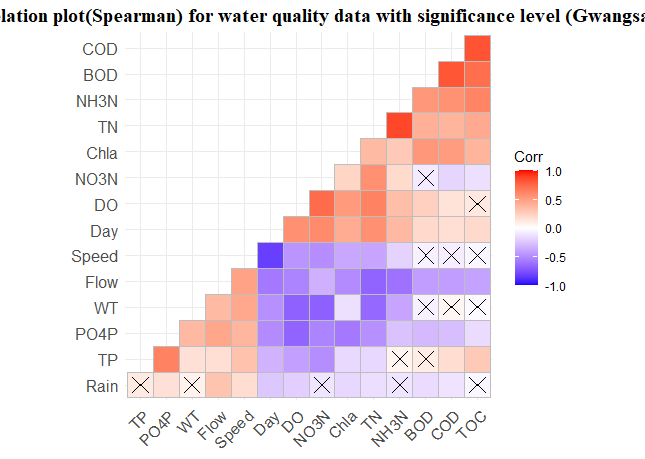 elation plot(Spearman) for water quality data with significance level (Gwangsa
COD
BOD
NH3N
TN
Chla
NO3N
DO
Day
Speed
Flow
WT
PO4P
TP
Rain
TP
PO4P
WT
Flow
Speed
Day
DO
NO3N
Chla
TN
NH3N
BOD
COD
TOC
Corr
1.0
0.5
0.0
-0.5
-1.0